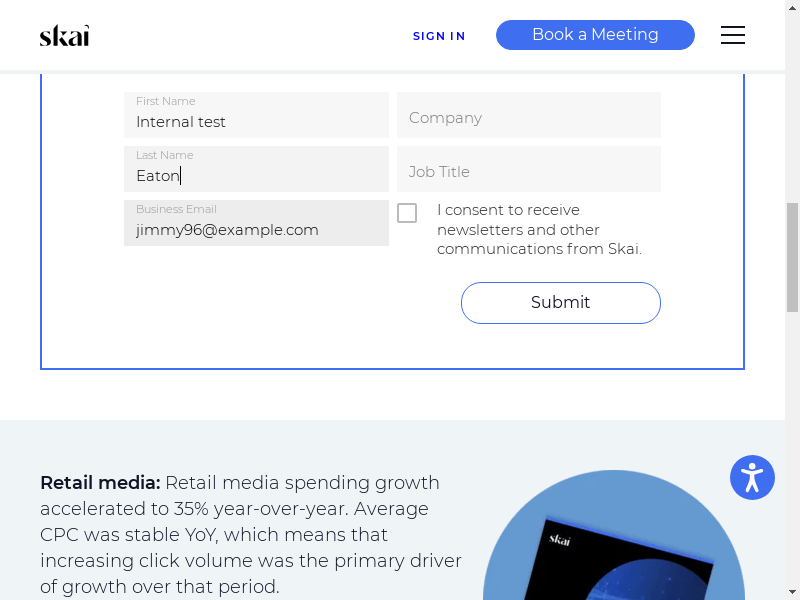 skai
SIGN IN
Book a Meeting
First Name
Internal test
Company
Last Name
Eaton
Job Title
Business Email
jimmy96@example.com
I consent to receive
newsletters and other
communications from Skai.
Submit
Retail media: Retail media spending growth
accelerated to 35% year-over-year. Average
CPC was stable YoY, which means that
increasing click volume was the primary driver
of growth over that period.
skai